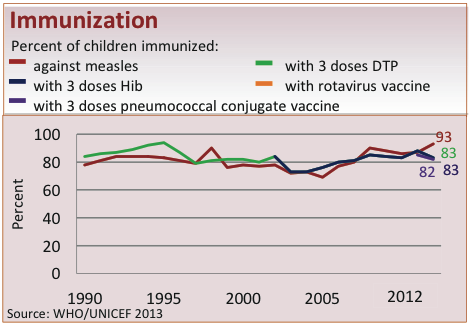 Immunization
Percent of children immunized:
against measles
with 3 doses DTP
with 3 doses Hib
with rotavirus vaccine
with 3 doses pneumococcal conjugate vaccine
100
80
60
40
20
0
Percent
93
83
82
83
1990
1995
2000
2005
2012
Source: WHO/UNICEF 2013